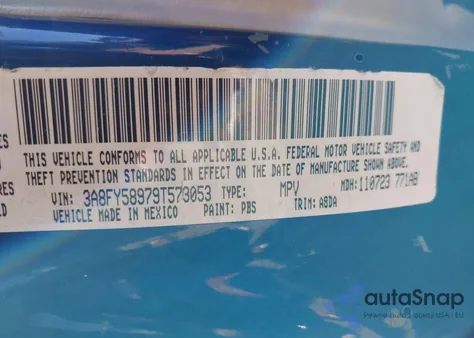 THIS VEHICLE CONFORMS TO ALL APPLICABLE U.S.A. FEDERAL MOTOR VEHICLE SAFETY AND
THEFT PREVENTION STANDARDS IN EFFECT ON THE DATE OF MANUFACTURE SHOWN ABOVE.
VIN: 3A8FY58979T573053 TYPE: MPV MDH: 110723 771AB
VEHICLE MADE IN MEXICO PAINT: PBS TRIM: A8DA
autoSnap